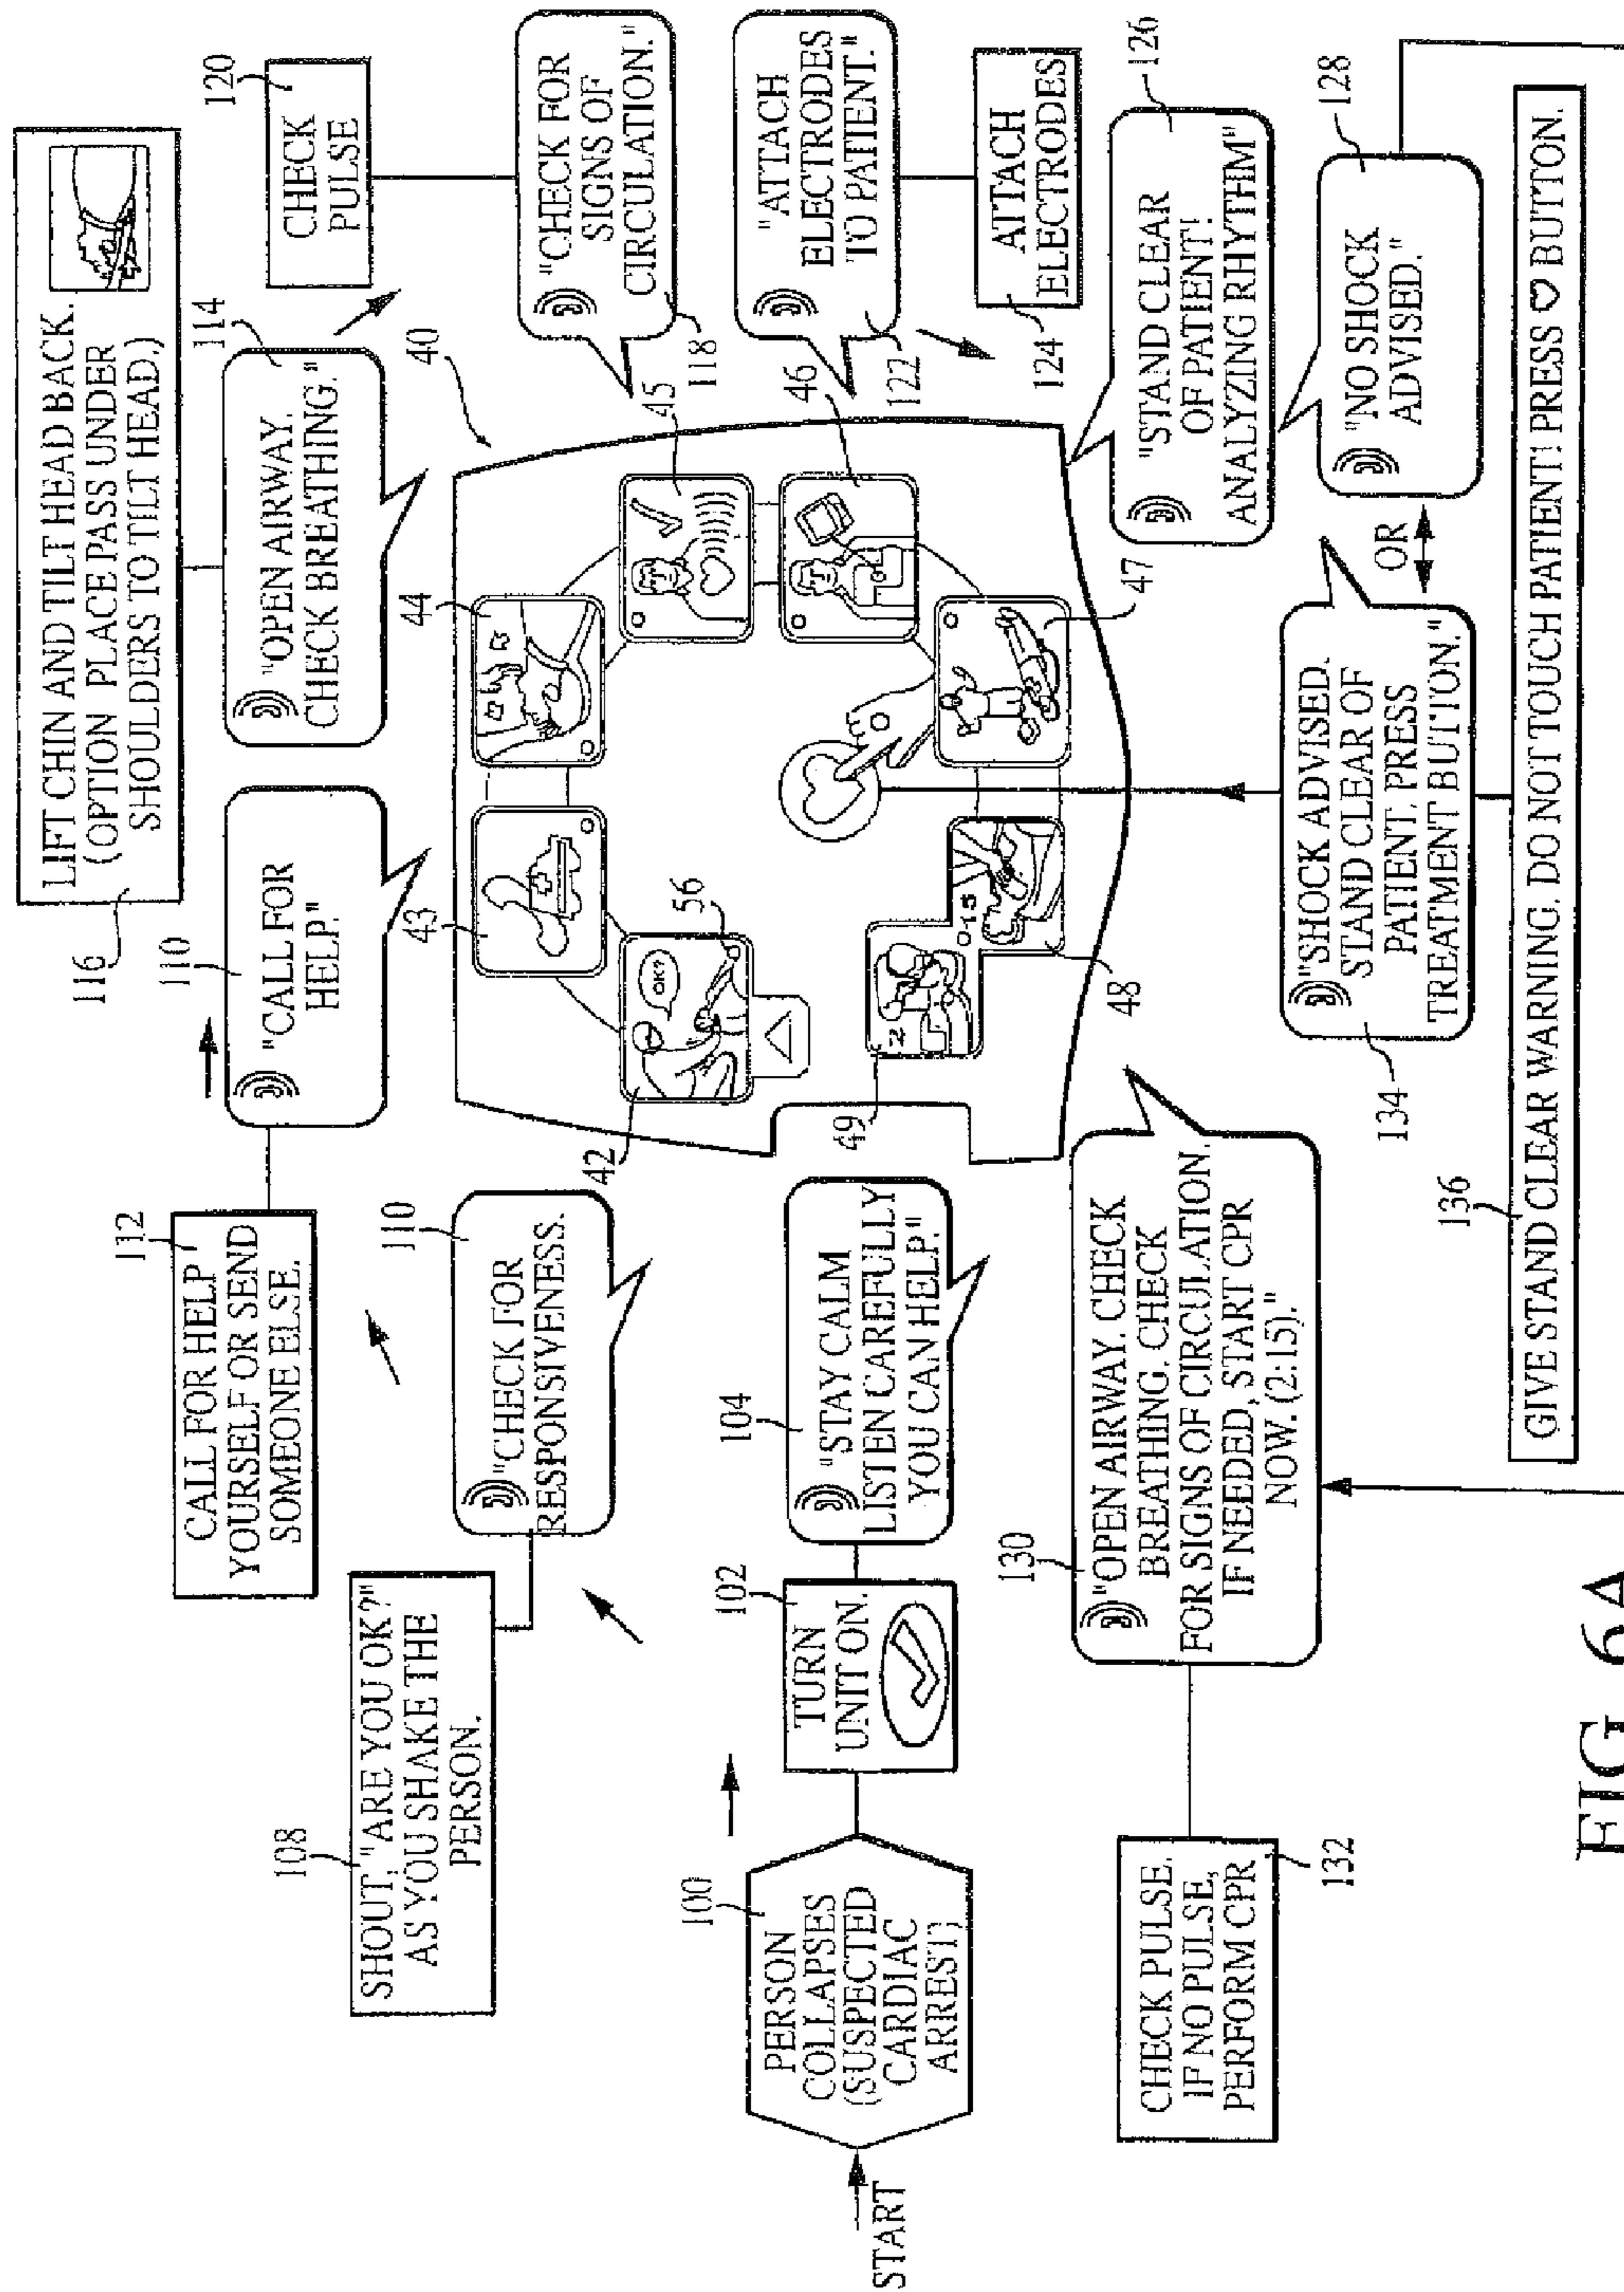 START
100
PERSON
COLLAPSES
(SUSPECTED
CARDIAC
ARREST)
102
TURN
UNIT ON.
104
"STAY CALM
LISTEN CAREFULLY
YOU CAN HELP."
108
SHOUT, "ARE YOU OK?"
AS YOU SHAKE THE
PERSON.
110
"CHECK FOR
RESPONSIVENESS.
112
CALL FOR HELP
YOURSELF OR SEND
SOMEONE ELSE.
110
"CALL FOR
HELP."
116
LIFT CHIN AND TILT HEAD BACK.
(OPTION PLACE PASS UNDER
SHOULDERS TO TILT HEAD.)
114
"OPEN AIRWAY.
CHECK BREATHING."
120
CHECK
PULSE
"CHECK FOR
SIGNS OF
CIRCULATION."
118
"ATTACH
ELECTRODES
TO PATIENT."
122
ATTACH
ELECTRODES
124
40
42
OK?
56
43
44
45
46
47
15
48
2
49
126
"STAND CLEAR
OF PATIENT!
ANALYZING RHYTHM"
128
"NO SHOCK
ADVISED."
OR
"SHOCK ADVISED.
STAND CLEAR OF
PATIENT. PRESS
TREATMENT BUTTON."
134
136
GIVE STAND CLEAR WARNING. DO NOT TOUCH PATIENT! PRESS ♡ BUTTON.
130
"OPEN AIRWAY. CHECK
BREATHING. CHECK
FOR SIGNS OF CIRCULATION.
IF NEEDED, START CPR
NOW. (2:15)."
CHECK PULSE.
IF NO PULSE,
PERFORM CPR
132
FIG. 6A